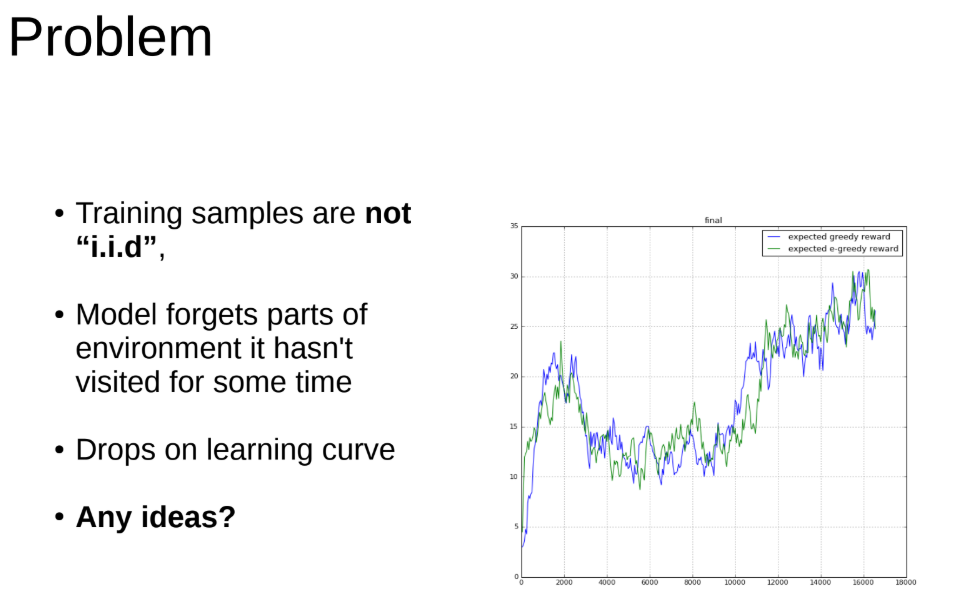 Problem
• Training samples are not
“i.i.d”,
• Model forgets parts of
environment it hasn't
visited for some time
• Drops on learning curve
• Any ideas?
final
expected greedy reward
expected e-greedy reward
35
30
25
20
15
10
5
0
0 2000 4000 6000 8000 10000 12000 14000 16000 18000